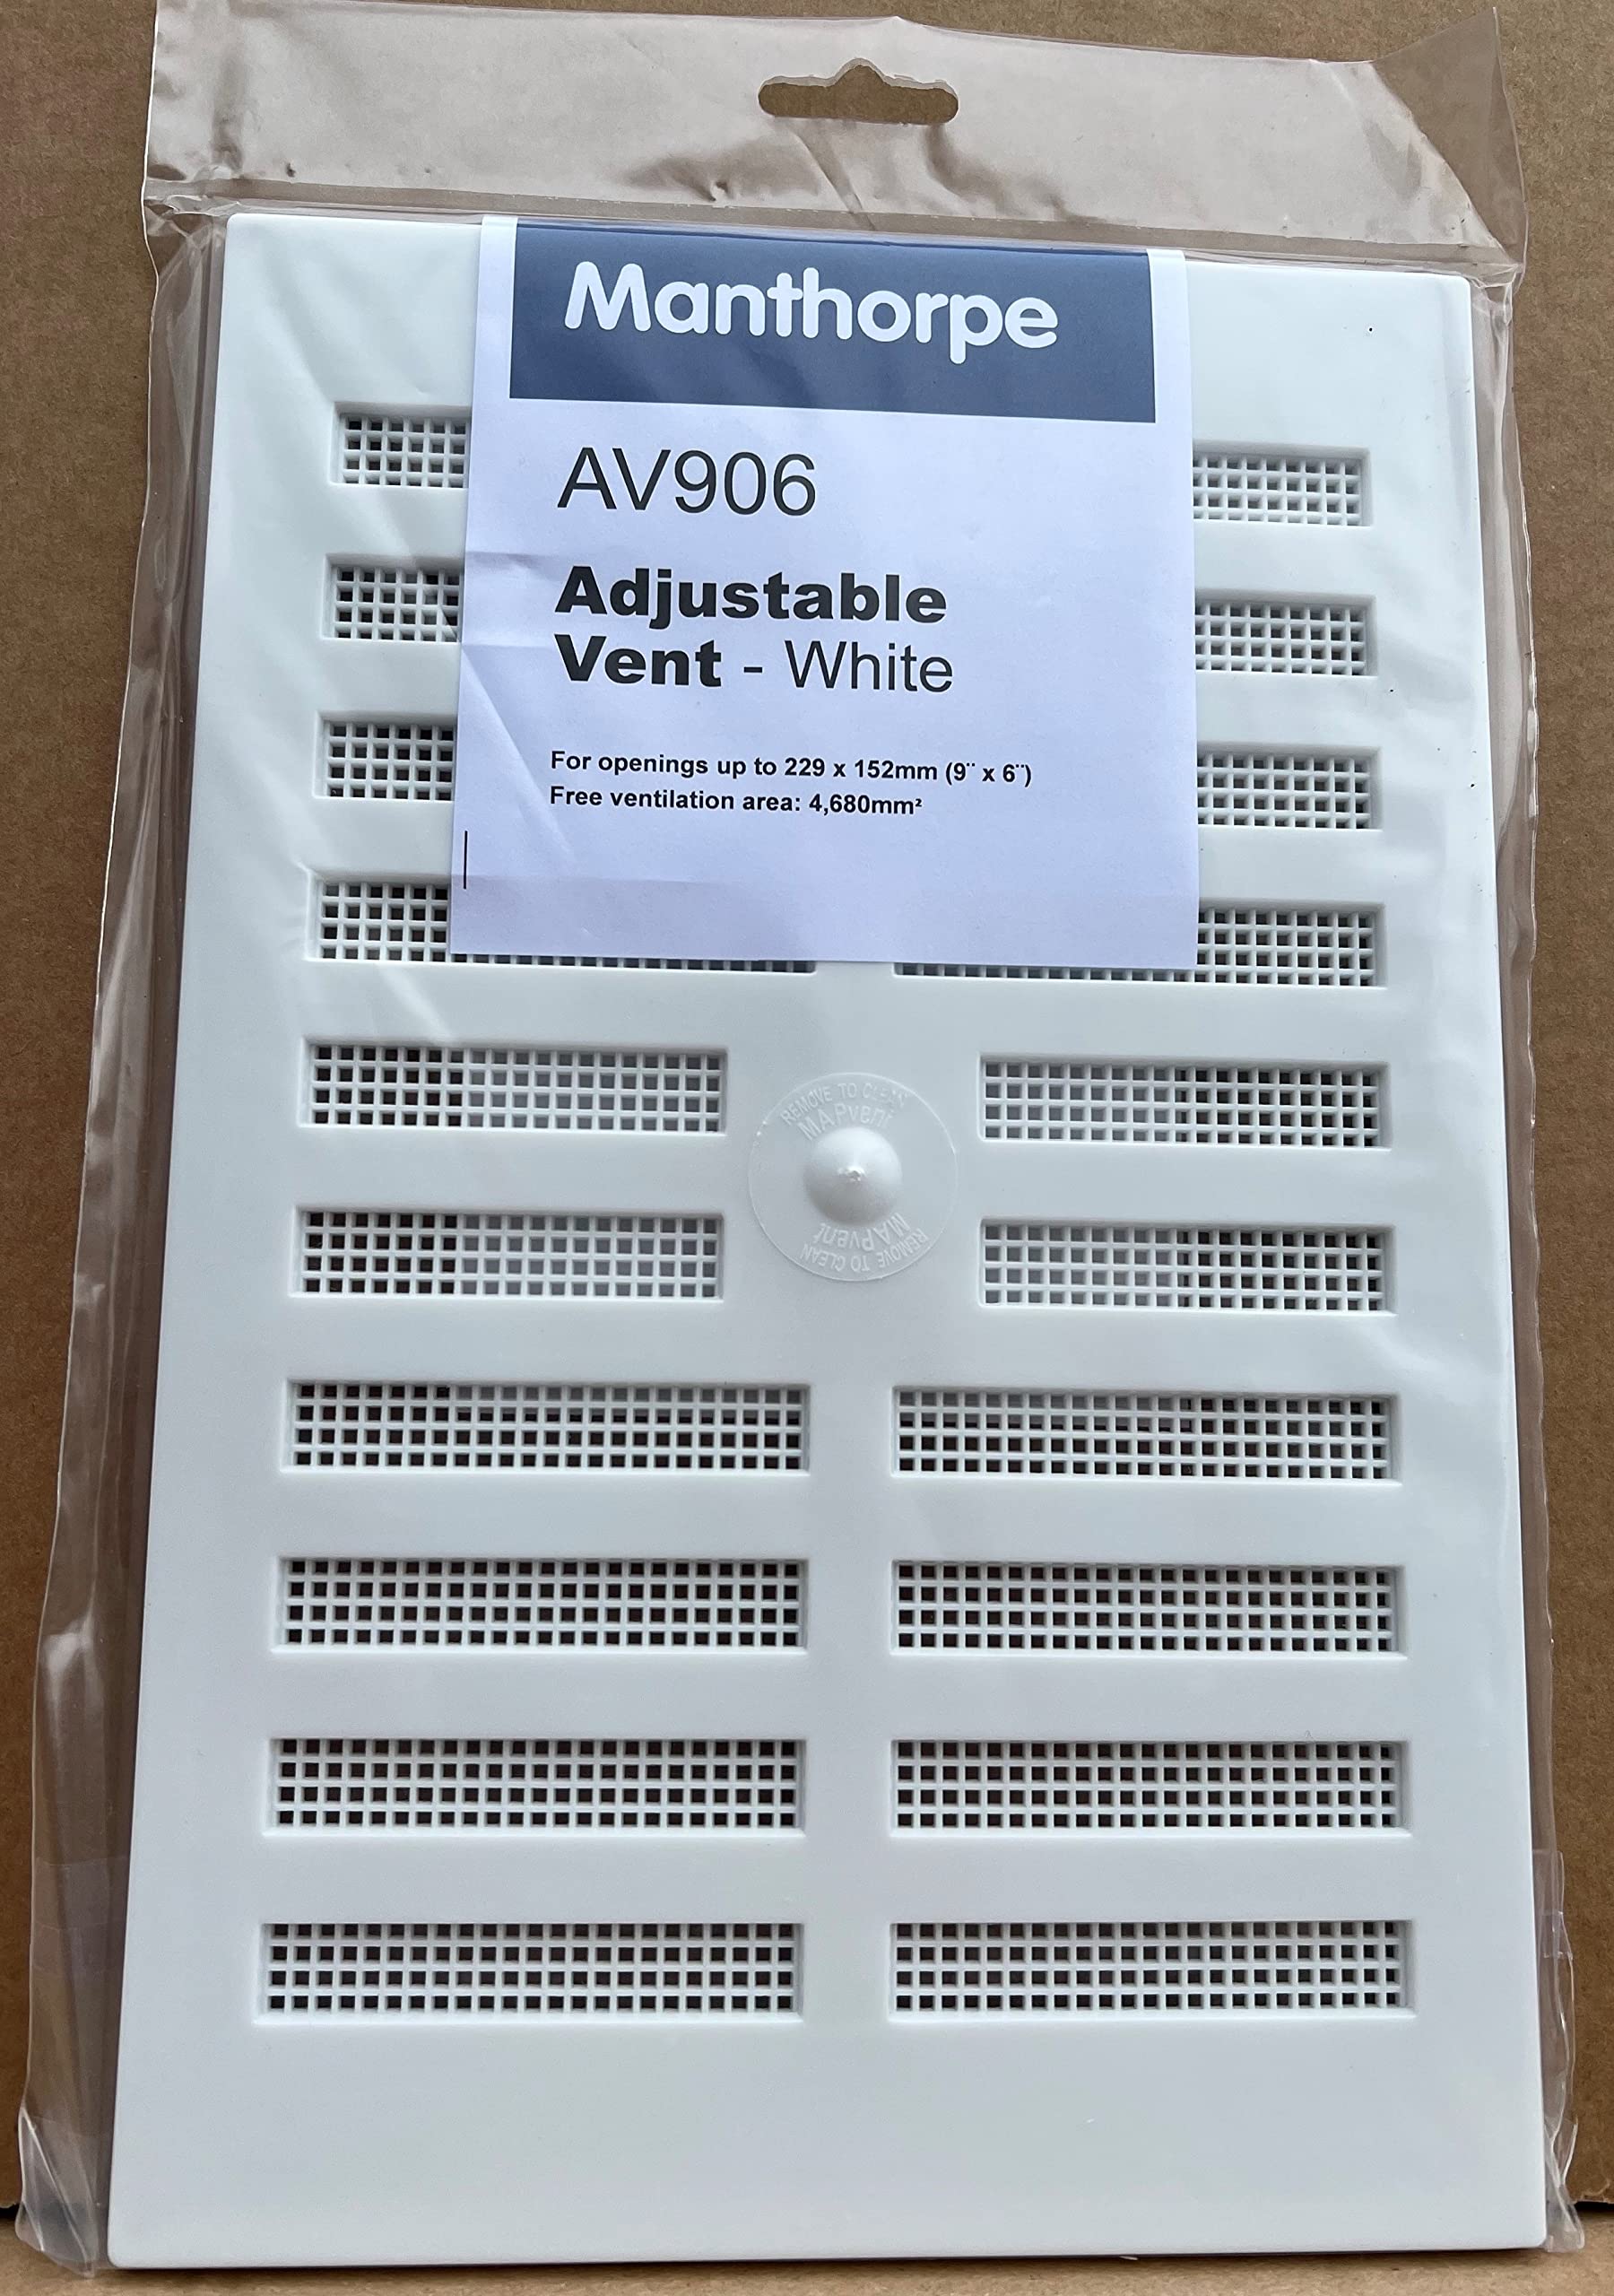 Manthorpe
AV906
Adjustable
Vent - White
For openings up to 229 x 152mm (9¨ x 6¨)
Free ventilation area: 4,680mm²
REMOVE TO CLEAN
MAPvent
MAPvent
REMOVE TO CLEAN